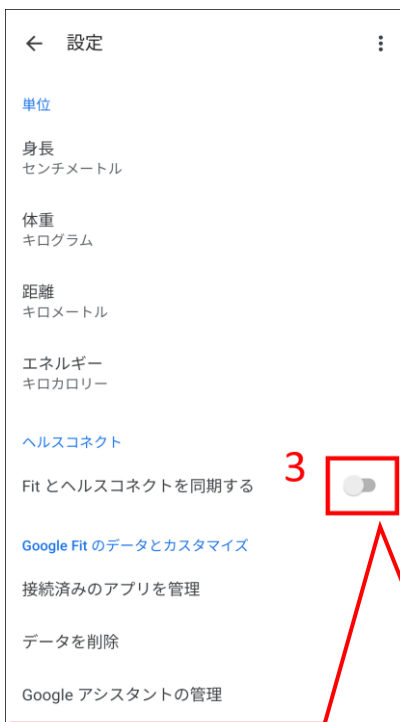 設定
単位
身長
センチメートル
体重
キログラム
距離
キロメートル
エネルギー
キロカロリー
ヘルスコネクト
Fit とヘルスコネクトを同期する
3
Google Fit のデータとカスタマイズ
接続済みのアプリを管理
データを削除
Google アシスタントの管理